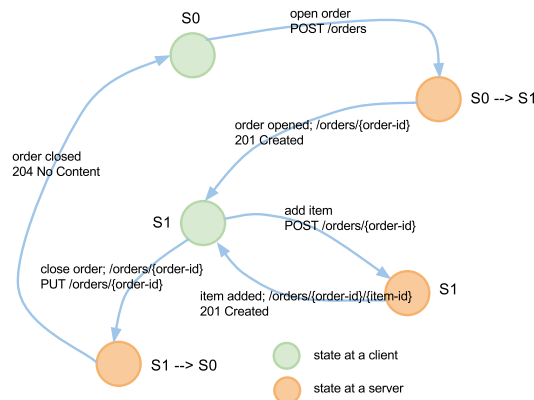 S0
open order
POST /orders
S0 --> S1
order opened; /orders/{order-id}
201 Created
order closed
204 No Content
S1
add item
POST /orders/{order-id}
close order; /orders/{order-id}
PUT /orders/{order-id}
item added; /orders/{order-id}/{item-id}
201 Created
S1
S1 --> S0
state at a client
state at a server